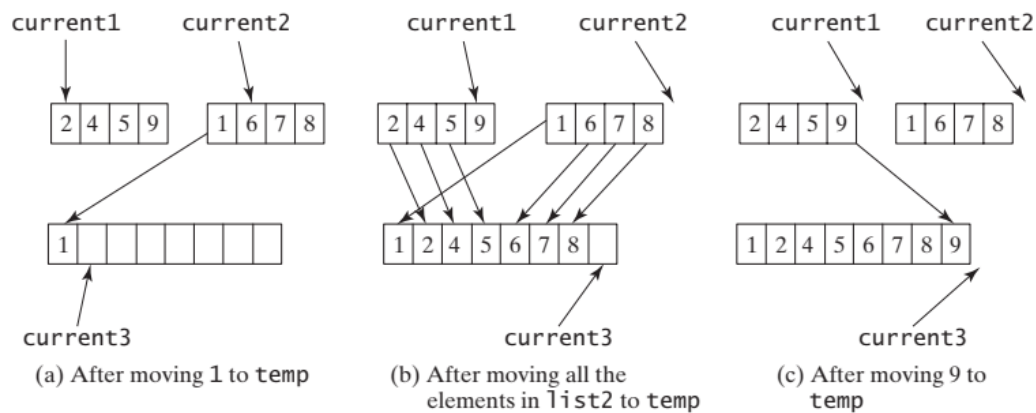 current1 current2 current1 current2 current1 current2
2 4 5 9 1 6 7 8 2 4 5 9 1 6 7 8 2 4 5 9 1 6 7 8
1 1 2 4 5 6 7 8 1 2 4 5 6 7 8 9
current3 current3 current3
(a) After moving 1 to temp (b) After moving all the (c) After moving 9 to
elements in list2 to temp temp